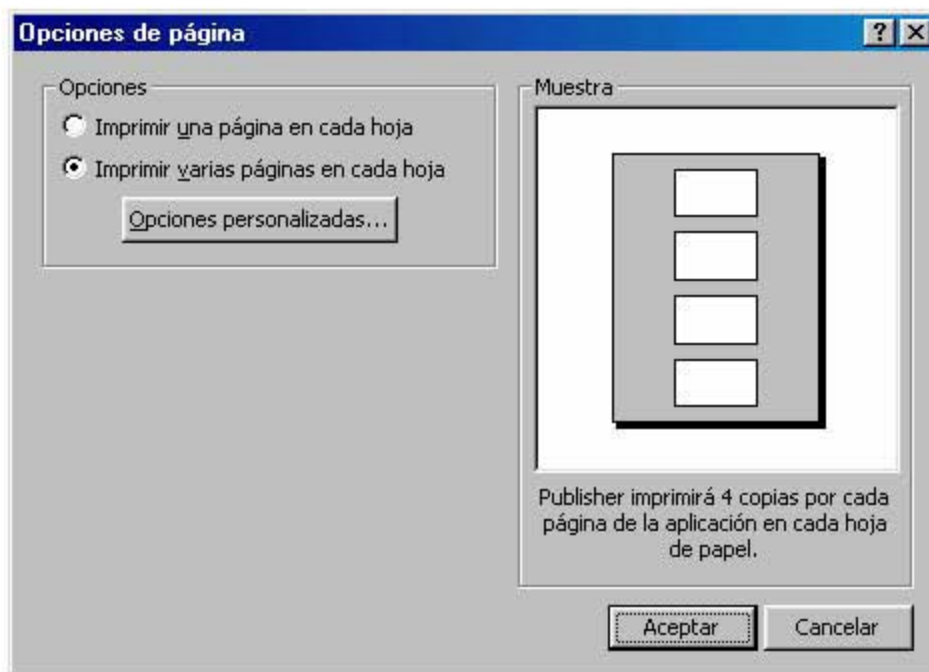 Opciones de página
Opciones
Imprimir una página en cada hoja
Imprimir varias páginas en cada hoja
Opciones personalizadas...
Muestra
Publisher imprimirá 4 copias por cada
página de la aplicación en cada hoja
de papel.
Aceptar
Cancelar